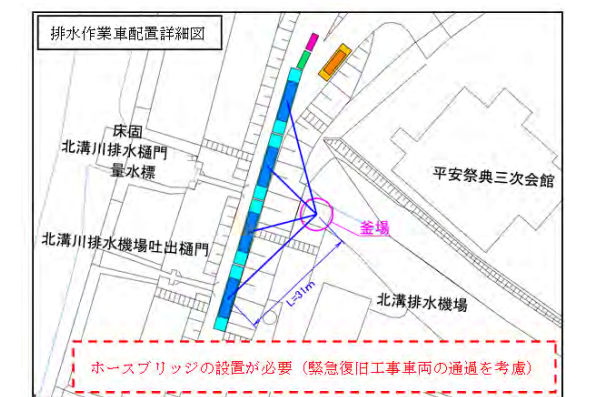 排水作業車配置詳細図
床固
北溝川排水樋門
量水標
平安祭典三次会館
釜場
北溝川排水機場吐出樋門
L=31m
北溝排水機場
ホースブリッジの設置が必要（緊急復旧工事車両の通過を考慮）